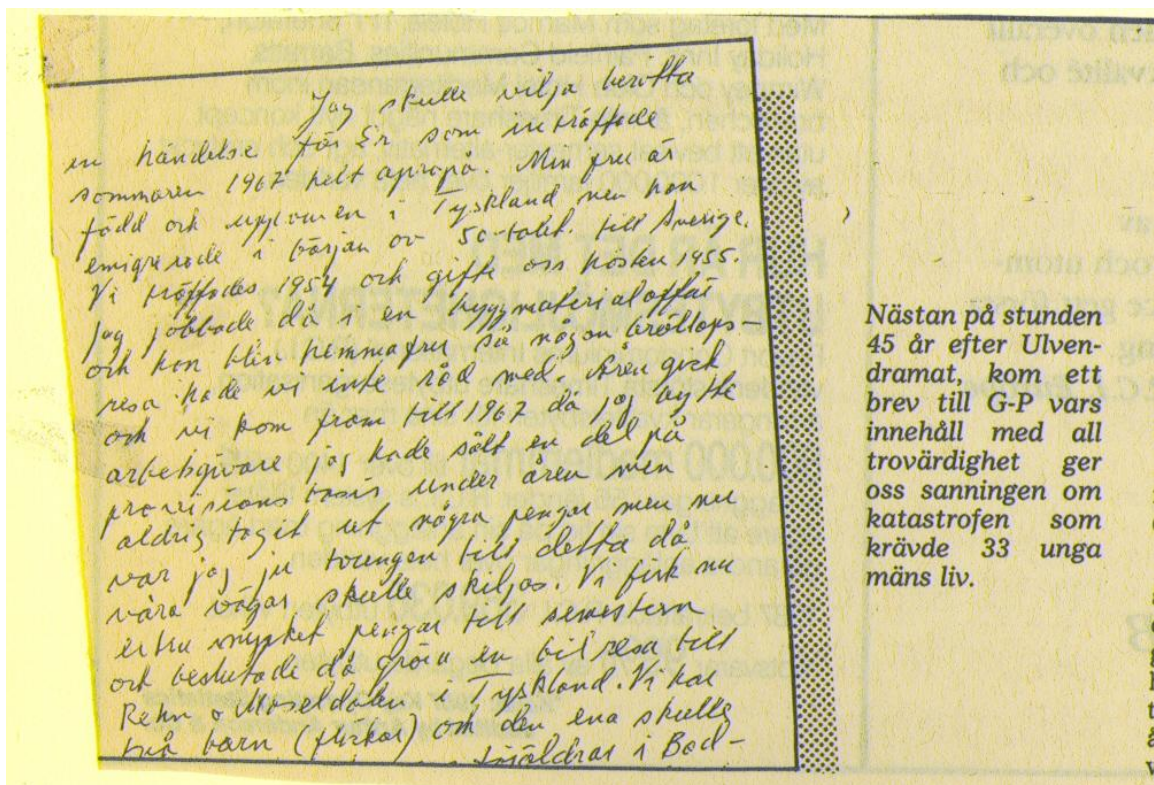 Jag skulle vilja berätta
en händelse för Er som inträffade
sommaren 1967 helt apropå. Min fru är
född och uppvuxen i Tyskland men hon
emigrerade i början av 50-talet till Sverige.
Vi träffades 1954 och gifte oss hösten 1955.
Jag jobbade då i en byggmaterialaffär
och hon blev hemmafru så någon bröllops-
resa hade vi inte råd med. Åren gick
och vi kom fram till 1967 då jag bytte
arbetsgivare jag hade sålt en del på
provisions basis under åren men
aldrig tagit ut några pengar men nu
var jag ju tvungen till detta då
våra vägar skulle skiljas. Vi fick nu
extra mycket pengar till semestern
och beslutade då göra en bilresa till
Rehn o Moseldalen i Tyskland. Vi har
två barn (flickor) och den ena skulle
föräldrar i Bad-
Nästan på stunden
45 år efter Ulven-
dramat, kom ett
brev till G-P vars
innehåll med all
trovärdighet ger
oss sanningen om
katastrofen som
krävde 33 unga
mäns liv.